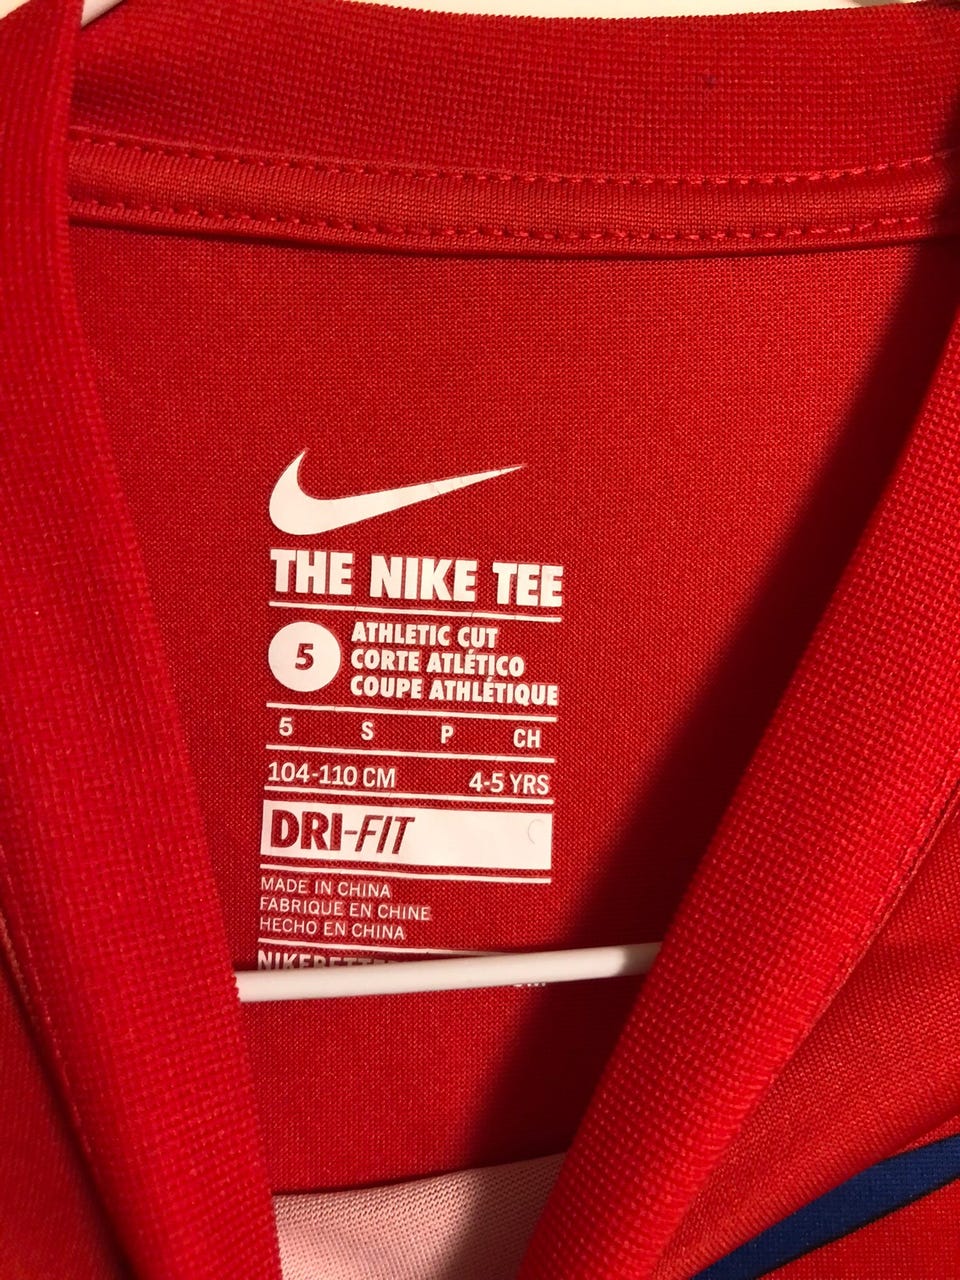 THE NIKE TEE
5
ATHLETIC CUT
CORTE ATLÉTICO
COUPE ATHLÉTIQUE
5 S P CH
104-110 CM 4-5 YRS
DRI-FIT
MADE IN CHINA
FABRIQUE EN CHINE
HECHO EN CHINA